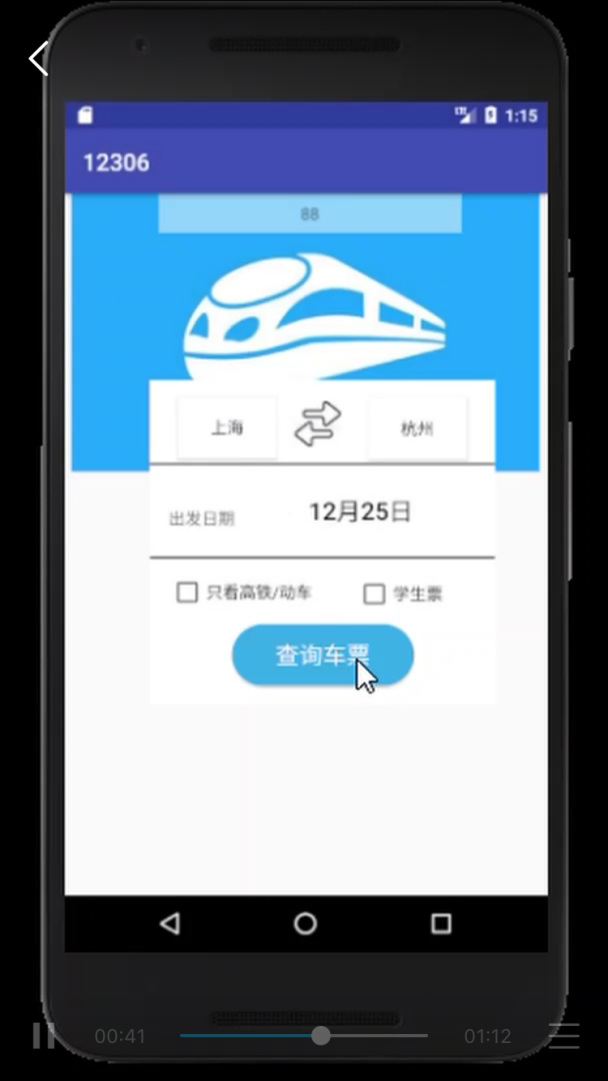 LTE 1:15
12306
88
上海 杭州
出发日期 12月25日
只看高铁/动车 学生票
查询车票
00:41 01:12